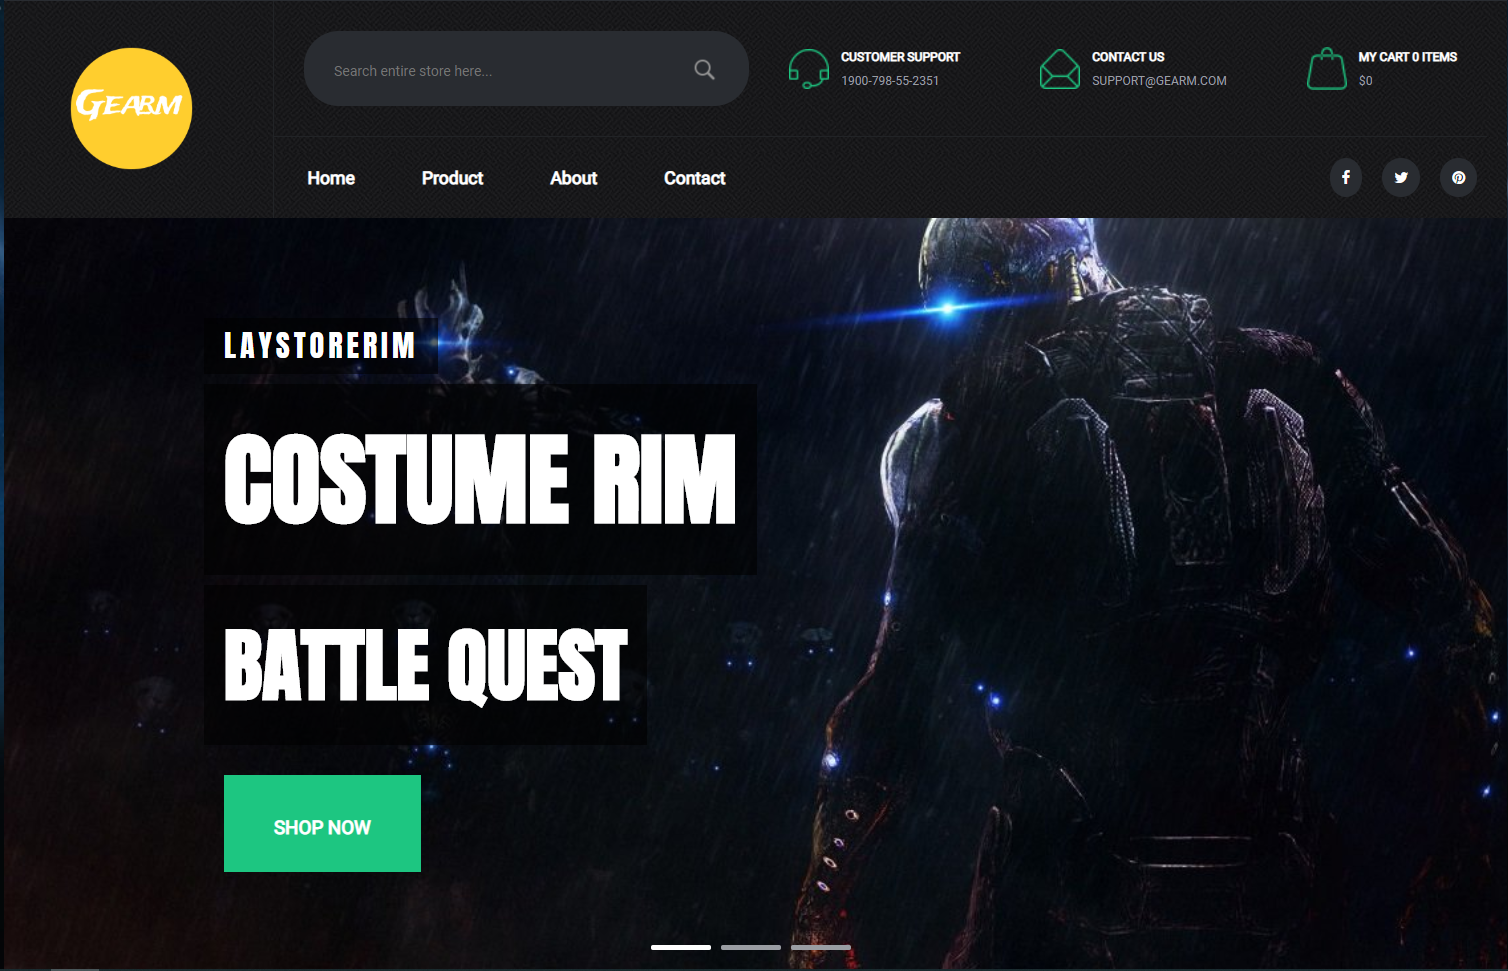 GEARM
Search entire store here...
CUSTOMER SUPPORT
1900-798-55-2351
CONTACT US
SUPPORT@GEARM.COM
MY CART 0 ITEMS
$0
Home
Product
About
Contact
LAYSTORERIM
COSTUME RIM
BATTLE QUEST
SHOP NOW